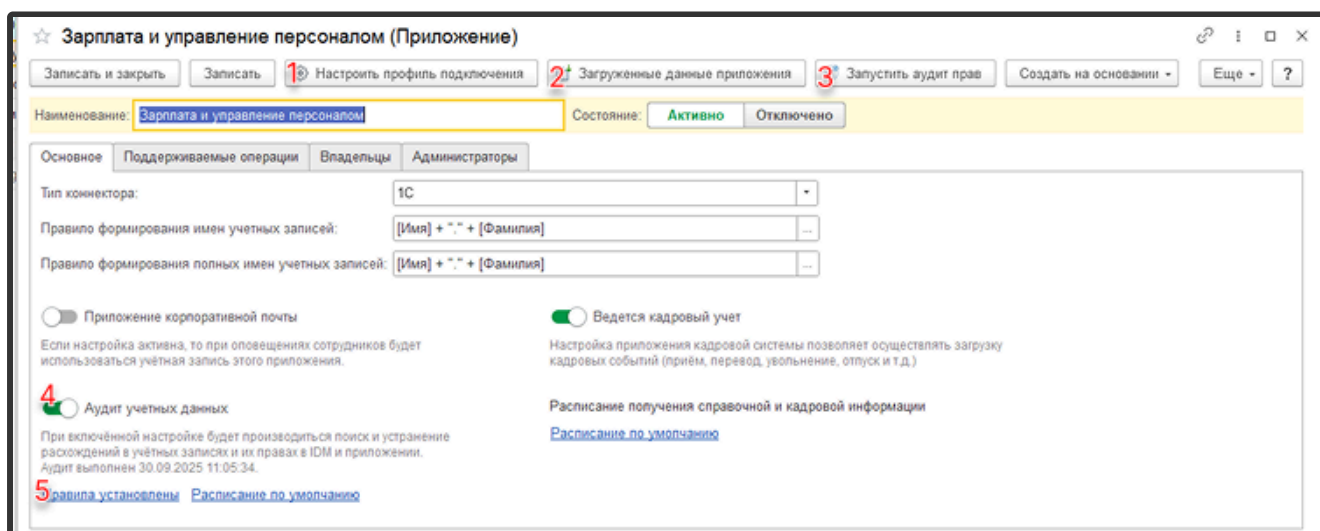 Зарплата и управление персоналом (Приложение)
Записать и закрыть Записать 1 Настроить профиль подключения 2 Загруженные данные приложения 3 Запустить аудит прав Создать на основании Еще ?
Наименование: Зарплата и управление персоналом Состояние: Активно Отключено
Основное Поддерживаемые операции Владельцы Администраторы
Тип коннектора: 1С
Правило формирования имен учетных записей: [Имя] + "." + [Фамилия] ...
Правило формирования полных имен учетных записей: [Имя] + "." + [Фамилия] ...
Приложение корпоративной почты Ведется кадровый учет
Если настройка активна, то при оповещениях сотрудников будет Настройка приложения кадровой системы позволяет осуществлять загрузку
использоваться учётная запись этого приложения. кадровых событий (приём, перевод, увольнение, отпуск и т.д.)
4 Аудит учетных данных Расписание получения справочной и кадровой информации
При включённой настройке будет производиться поиск и устранение Расписание по умолчанию
расхождений в учётных записях и их правах в IDM и приложении.
Аудит выполнен 30.09.2025 11:05:34.
5 Правила установлены Расписание по умолчанию